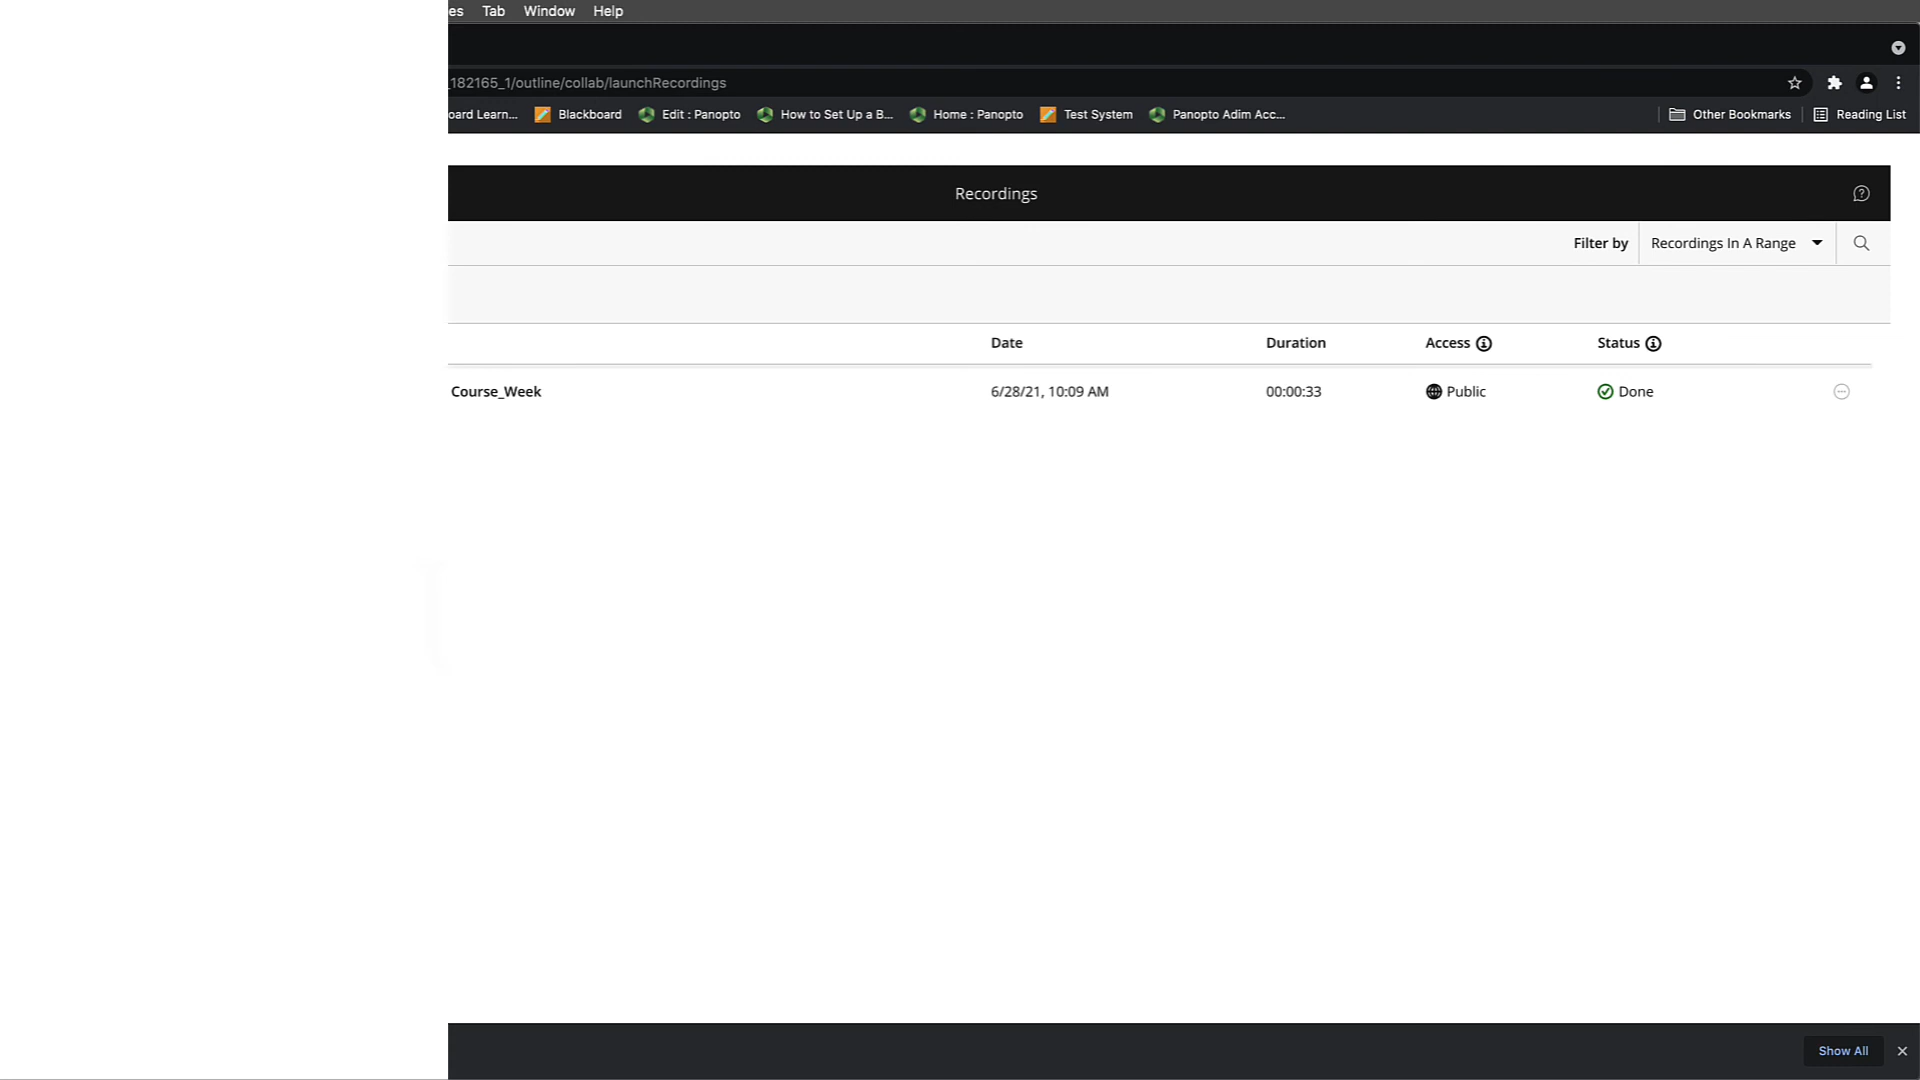 es Tab Window Help
_182165_1/outline/collab/launchRecordings
oard Learn... Blackboard Edit : Panopto How to Set Up a B... Home : Panopto Test System Panopto Adim Acc... Other Bookmarks Reading List
Recordings
Filter by Recordings In A Range
Date Duration Access Status
Course_Week 6/28/21, 10:09 AM 00:00:33 Public Done
Show All